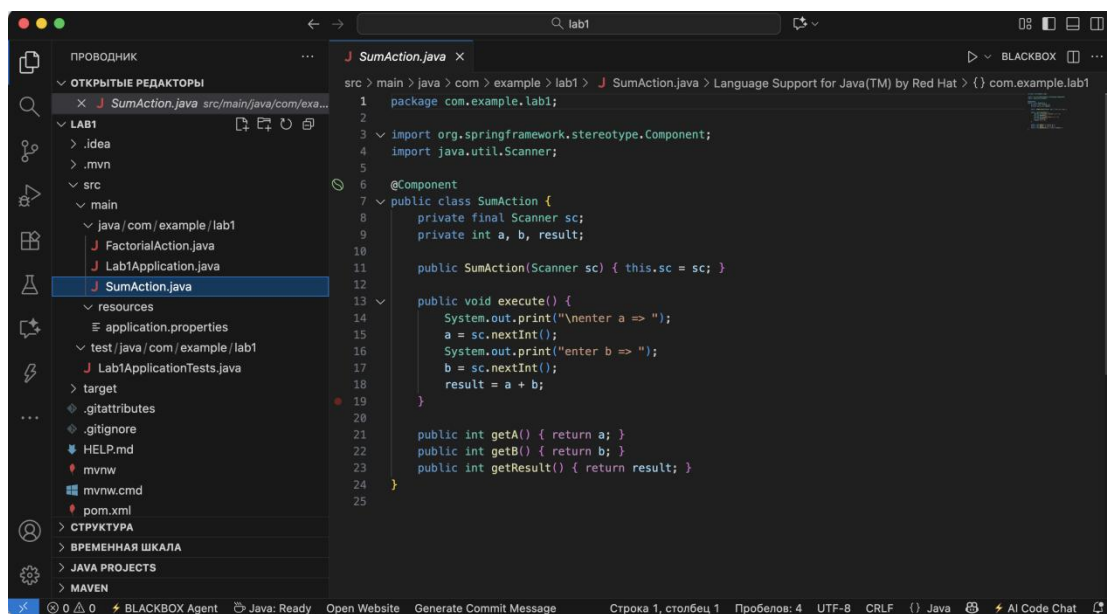 lab1
ПРОВОДНИК
ОТКРЫТЫЕ РЕДАКТОРЫ
SumAction.java src/main/java/com/exa...
LAB1
.idea
.mvn
src
main
java/com/example/lab1
FactorialAction.java
Lab1Application.java
SumAction.java
resources
application.properties
test/java/com/example/lab1
Lab1ApplicationTests.java
target
.gitattributes
.gitignore
HELP.md
mvnw
mvnw.cmd
pom.xml
СТРУКТУРА
ВРЕМЕННАЯ ШКАЛА
JAVA PROJECTS
MAVEN
SumAction.java
BLACKBOX
src > main > java > com > example > lab1 > J SumAction.java > Language Support for Java(TM) by Red Hat > {} com.example.lab1
1 package com.example.lab1;
2
3 import org.springframework.stereotype.Component;
4 import java.util.Scanner;
5
6 @Component
7 public class SumAction {
8 private final Scanner sc;
9 private int a, b, result;
10
11 public SumAction(Scanner sc) { this.sc = sc; }
12
13 public void execute() {
14 System.out.print("\nenter a => ");
15 a = sc.nextInt();
16 System.out.print("enter b => ");
17 b = sc.nextInt();
18 result = a + b;
19 }
20
21 public int getA() { return a; }
22 public int getB() { return b; }
23 public int getResult() { return result; }
24 }
25
0 0 BLACKBOX Agent Java: Ready Open Website Generate Commit Message Строка 1, столбец 1 Пробелов: 4 UTF-8 CRLF {} Java AI Code Chat